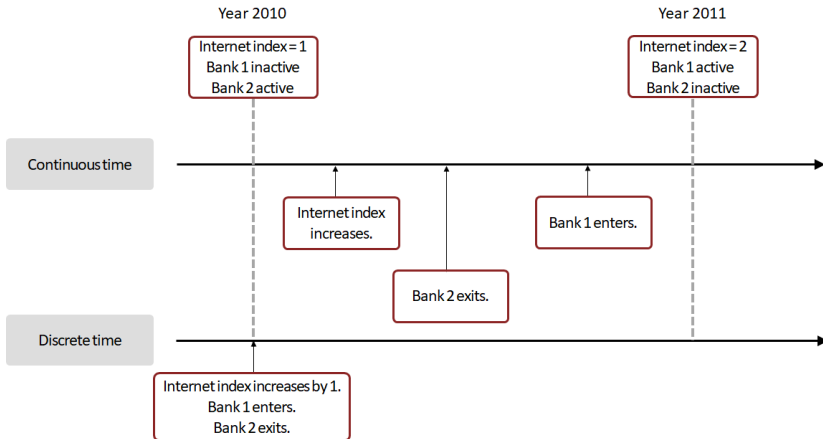 Year 2010
Year 2011
Internet index = 1
Bank 1 inactive
Bank 2 active
Internet index = 2
Bank 1 active
Bank 2 inactive
Continuous time
Internet index
increases.
Bank 1 enters.
Bank 2 exits.
Discrete time
Internet index increases by 1.
Bank 1 enters.
Bank 2 exits.